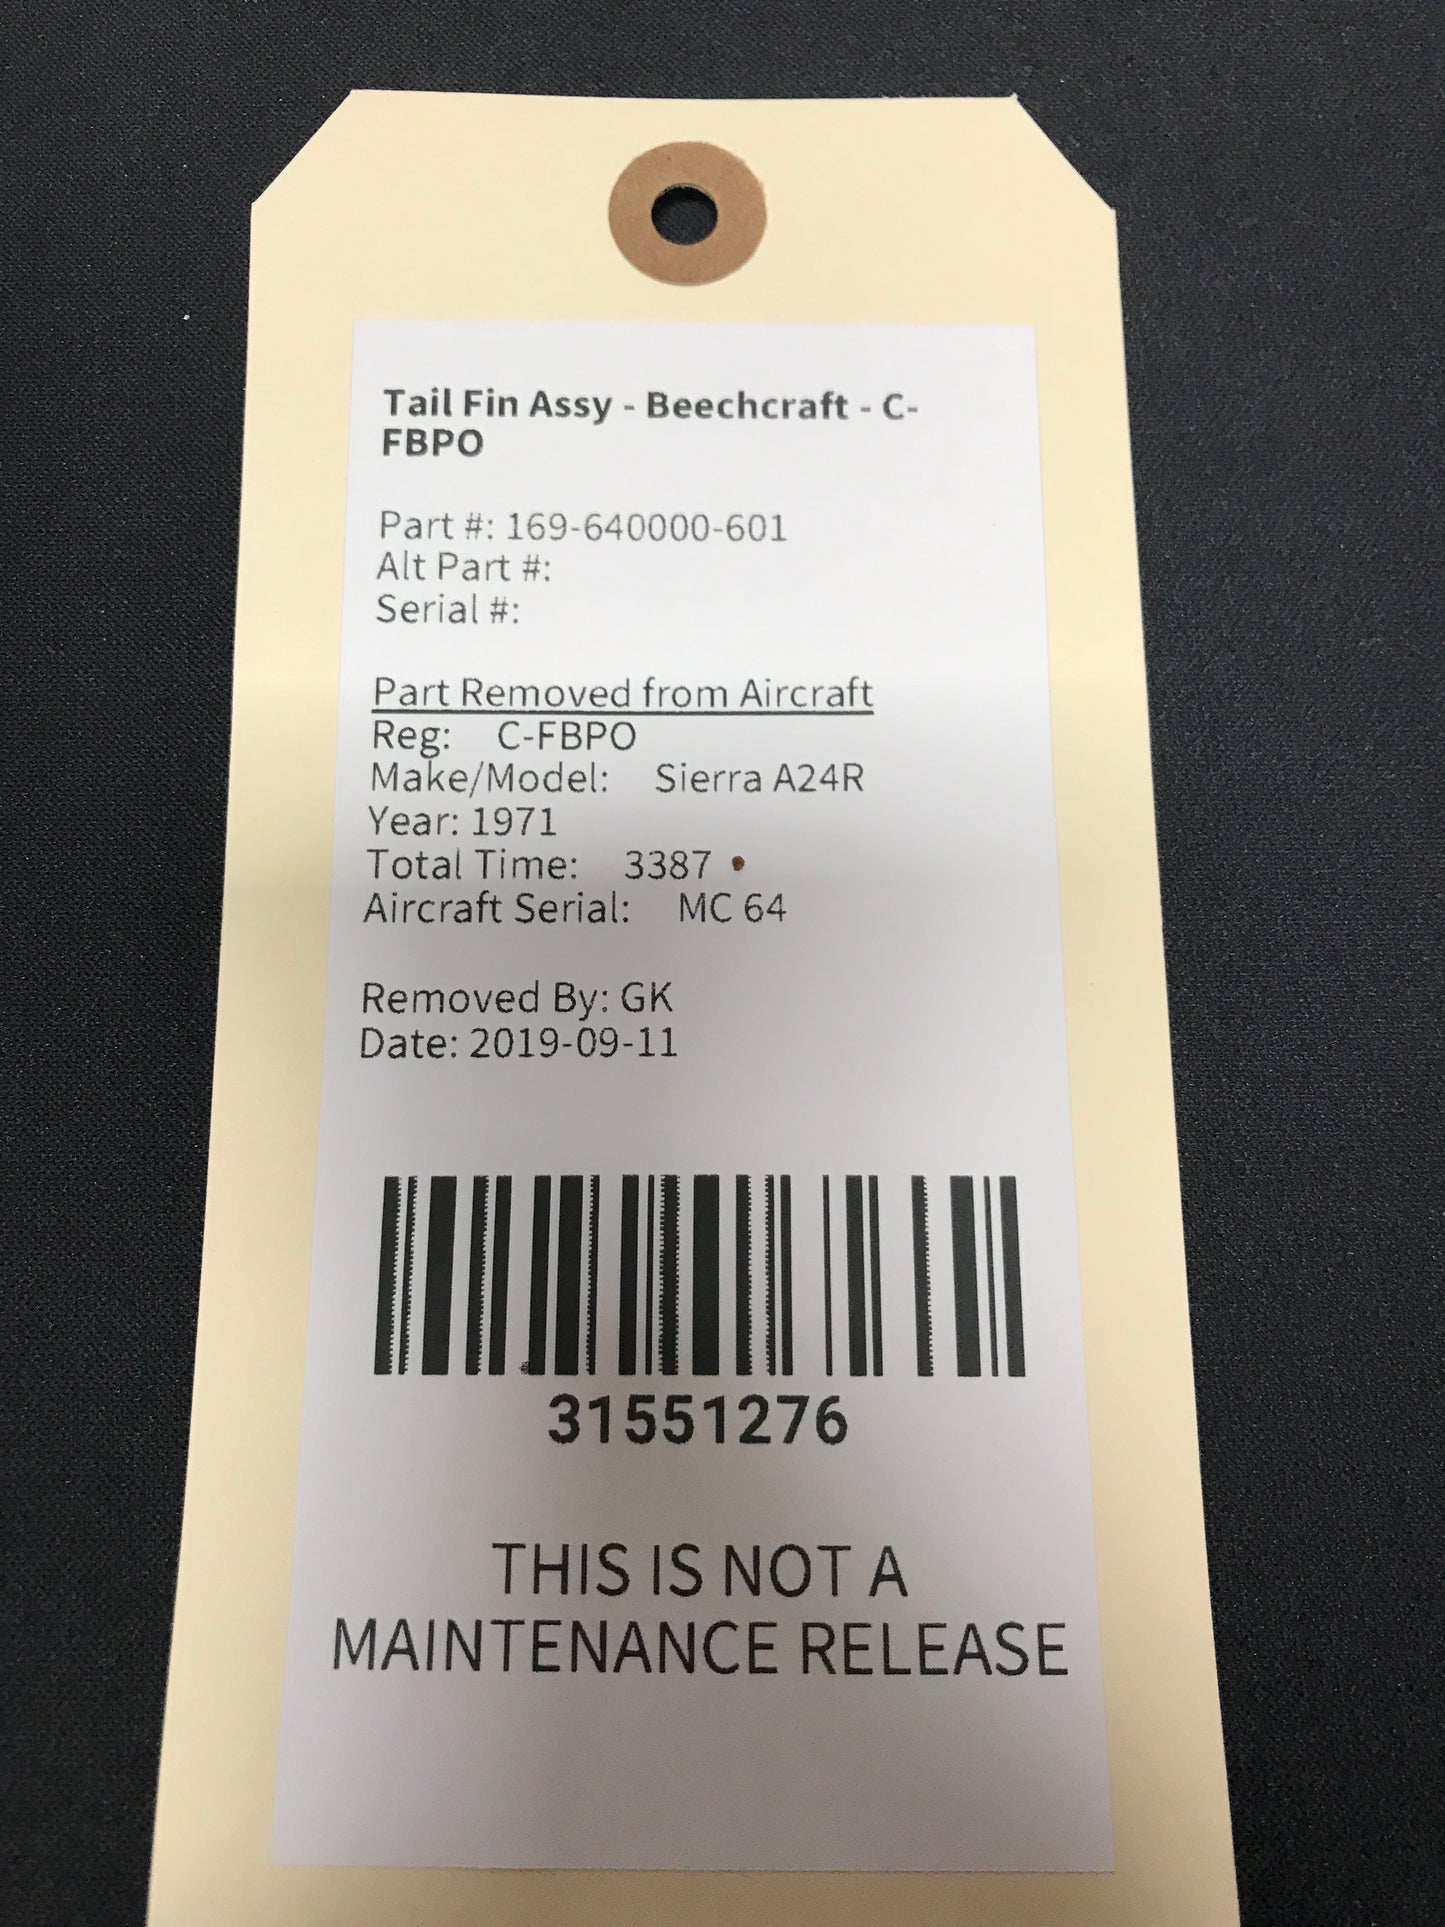 Tail Fin Assy - Beechcraft - C-
FBPO
Part #: 169-640000-601
Alt Part #:
Serial #:
Part Removed from Aircraft
Reg: C-FBPO
Make/Model: Sierra A24R
Year: 1971
Total Time: 3387
Aircraft Serial: MC 64
Removed By: GK
Date: 2019-09-11
31551276
THIS IS NOT A
MAINTENANCE RELEASE